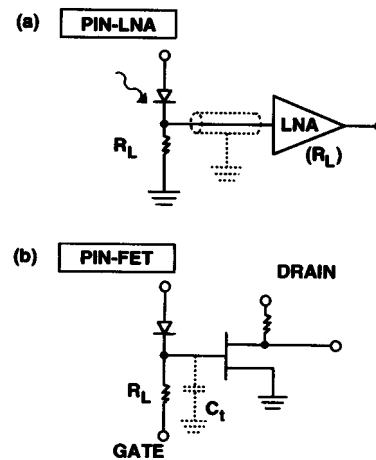 (a) PIN-LNA
R_L
LNA
(R_L)
(b) PIN-FET
DRAIN
R_L
C_t
GATE